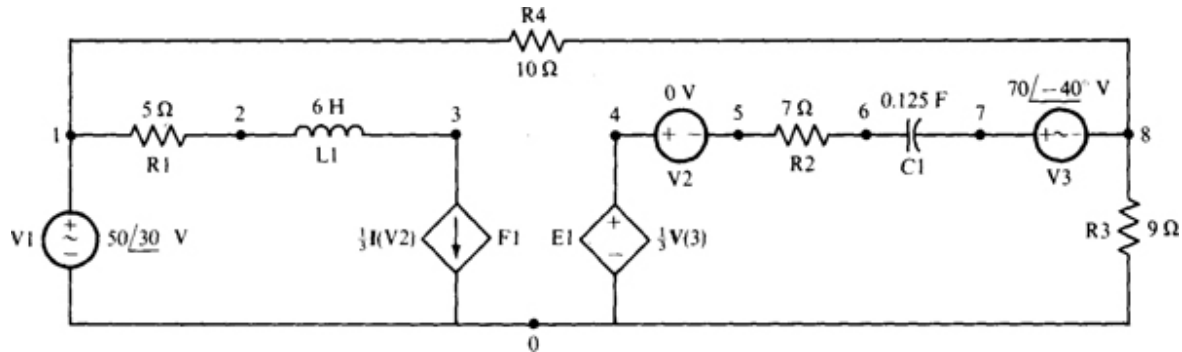 R4
10 Ω
5 Ω
6 H
0 V
7 Ω
0.125 F
70/−40° V
1
2
3
4
5
6
7
8
R1
L1
V2
R2
C1
V3
V1
50/30 V
⅓I(V2)
F1
E1
⅓V(3)
R3
9 Ω
0